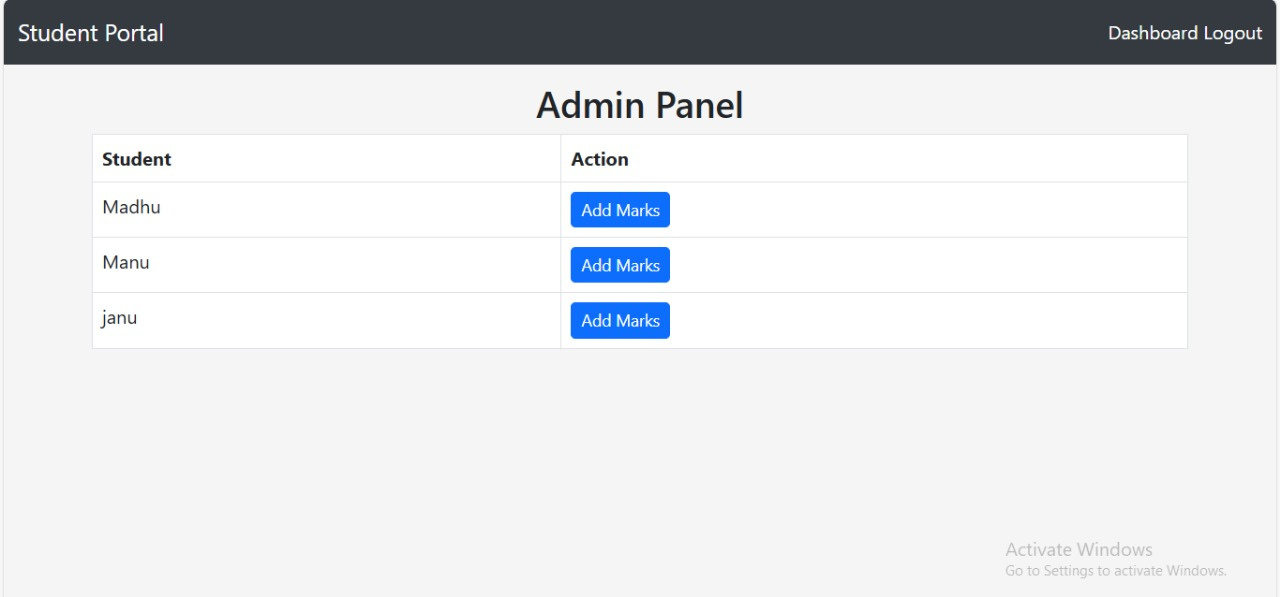 Student Portal
Dashboard Logout
Admin Panel
Student Action
Madhu Add Marks
Manu Add Marks
janu Add Marks
Activate Windows
Go to Settings to activate Windows.